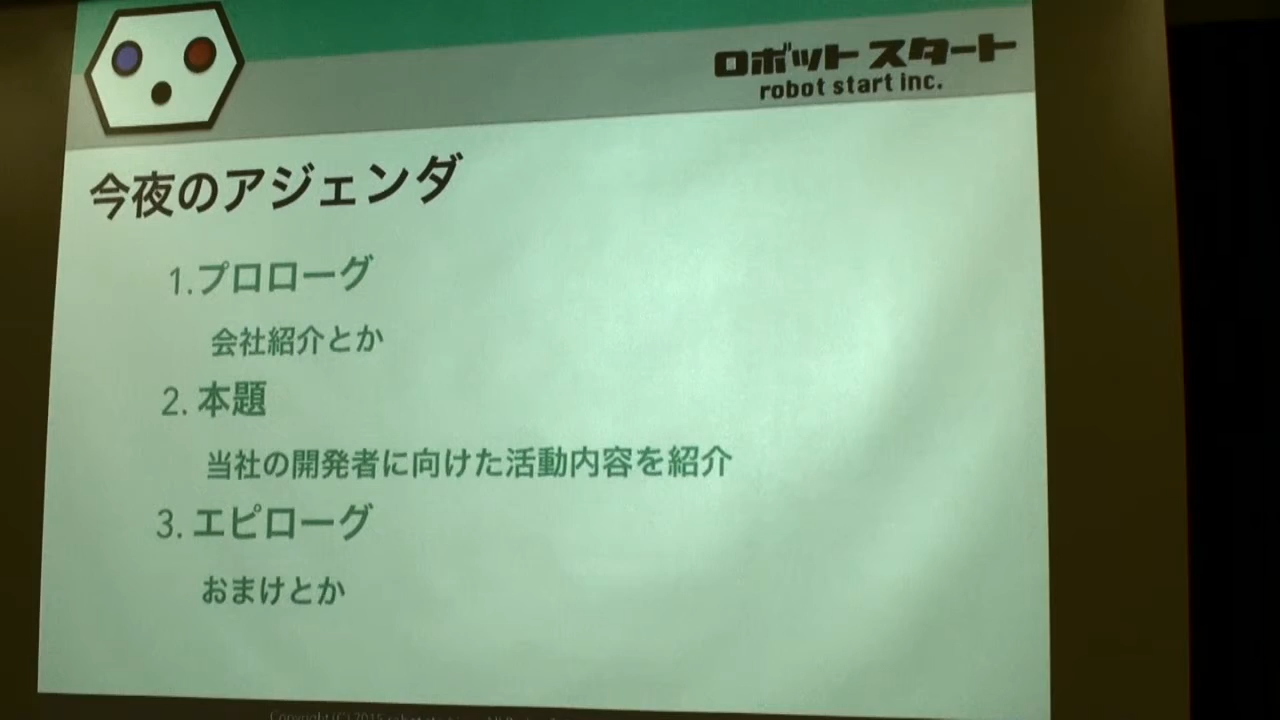 ロボットスタート
robot start inc.
今夜のアジェンダ
1.プロローグ
会社紹介とか
2.本題
当社の開発者に向けた活動内容を紹介
3.エピローグ
おまけとか
Copyright (C)